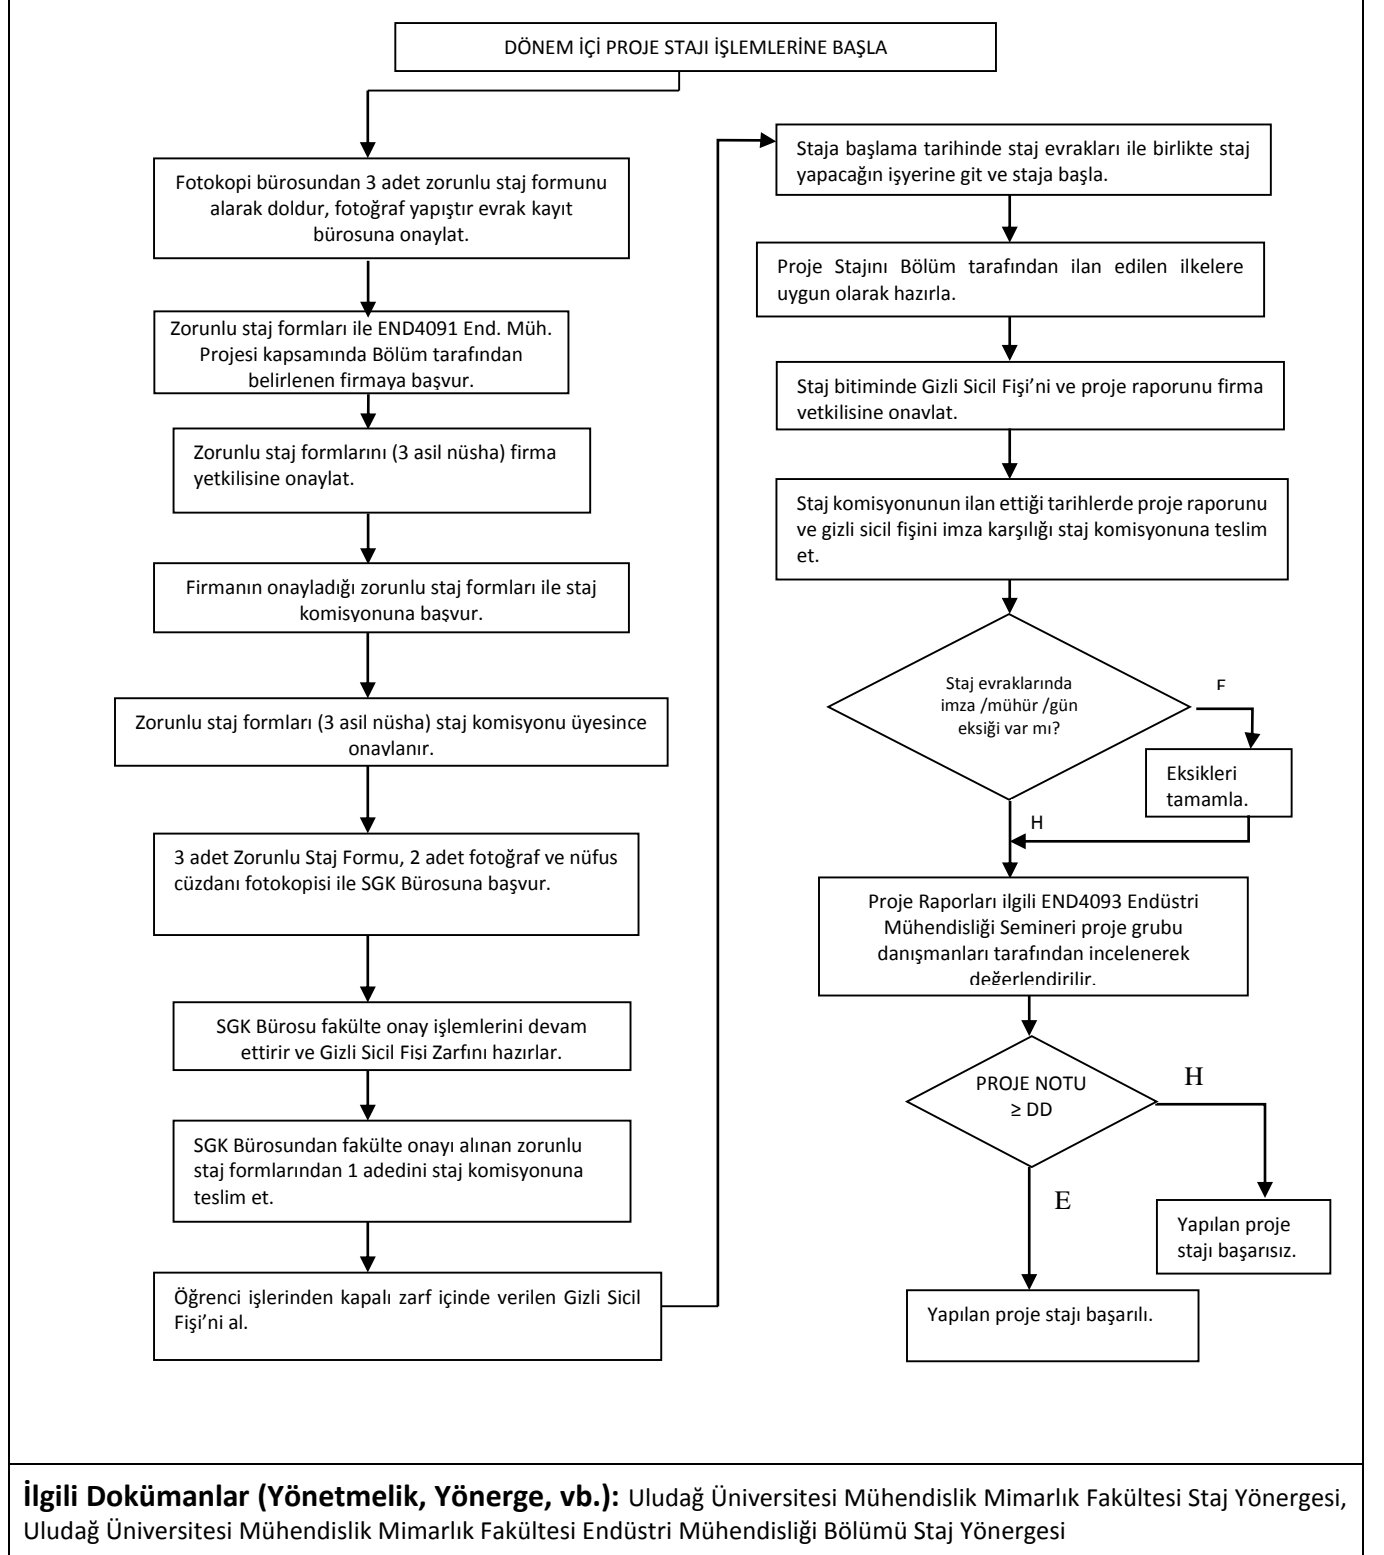 DÖNEM İÇİ PROJE STAJI İŞLEMLERİNE BAŞLA
Fotokopi bürosundan 3 adet zorunlu staj formunu
alarak doldur, fotoğraf yapıştır evrak kayıt
bürosuna onaylat.
Zorunlu staj formları ile END4091 End. Müh.
Projesi kapsamında Bölüm tarafından
belirlenen firmaya başvur.
Zorunlu staj formlarını (3 asil nüsha) firma
yetkilisine onaylat.
Firmanın onayladığı zorunlu staj formları ile staj
komisyonuna başvur.
Zorunlu staj formları (3 asil nüsha) staj komisyonu üyesince
onaylanır.
3 adet Zorunlu Staj Formu, 2 adet fotoğraf ve nüfus
cüzdanı fotokopisi ile SGK Bürosuna başvur.
SGK Bürosu fakülte onay işlemlerini devam
ettirir ve Gizli Sicil Fişi Zarfını hazırlar.
SGK Bürosundan fakülte onayı alınan zorunlu
staj formlarından 1 adedini staj komisyonuna
teslim et.
Öğrenci işlerinden kapalı zarf içinde verilen Gizli Sicil
Fişi’ni al.
Staja başlama tarihinde staj evrakları ile birlikte staj
yapacağın işyerine git ve staja başla.
Proje Stajını Bölüm tarafından ilan edilen ilkelere
uygun olarak hazırla.
Staj bitiminde Gizli Sicil Fişi’ni ve proje raporunu firma
yetkilisine onaylat.
Staj komisyonunun ilan ettiği tarihlerde proje raporunu
ve gizli sicil fişini imza karşılığı staj komisyonuna teslim
et.
Staj evraklarında
imza /mühür /gün
eksiği var mı?
E
Eksikleri
tamamla.
H
Proje Raporları ilgili END4093 Endüstri
Mühendisliği Semineri proje grubu
danışmanları tarafından incelenerek
değerlendirilir.
PROJE NOTU
≥ DD
H
E
Yapılan proje
stajı başarısız.
Yapılan proje stajı başarılı.
İlgili Dokümanlar (Yönetmelik, Yönerge, vb.): Uludağ Üniversitesi Mühendislik Mimarlık Fakültesi Staj Yönergesi,
Uludağ Üniversitesi Mühendislik Mimarlık Fakültesi Endüstri Mühendisliği Bölümü Staj Yönergesi